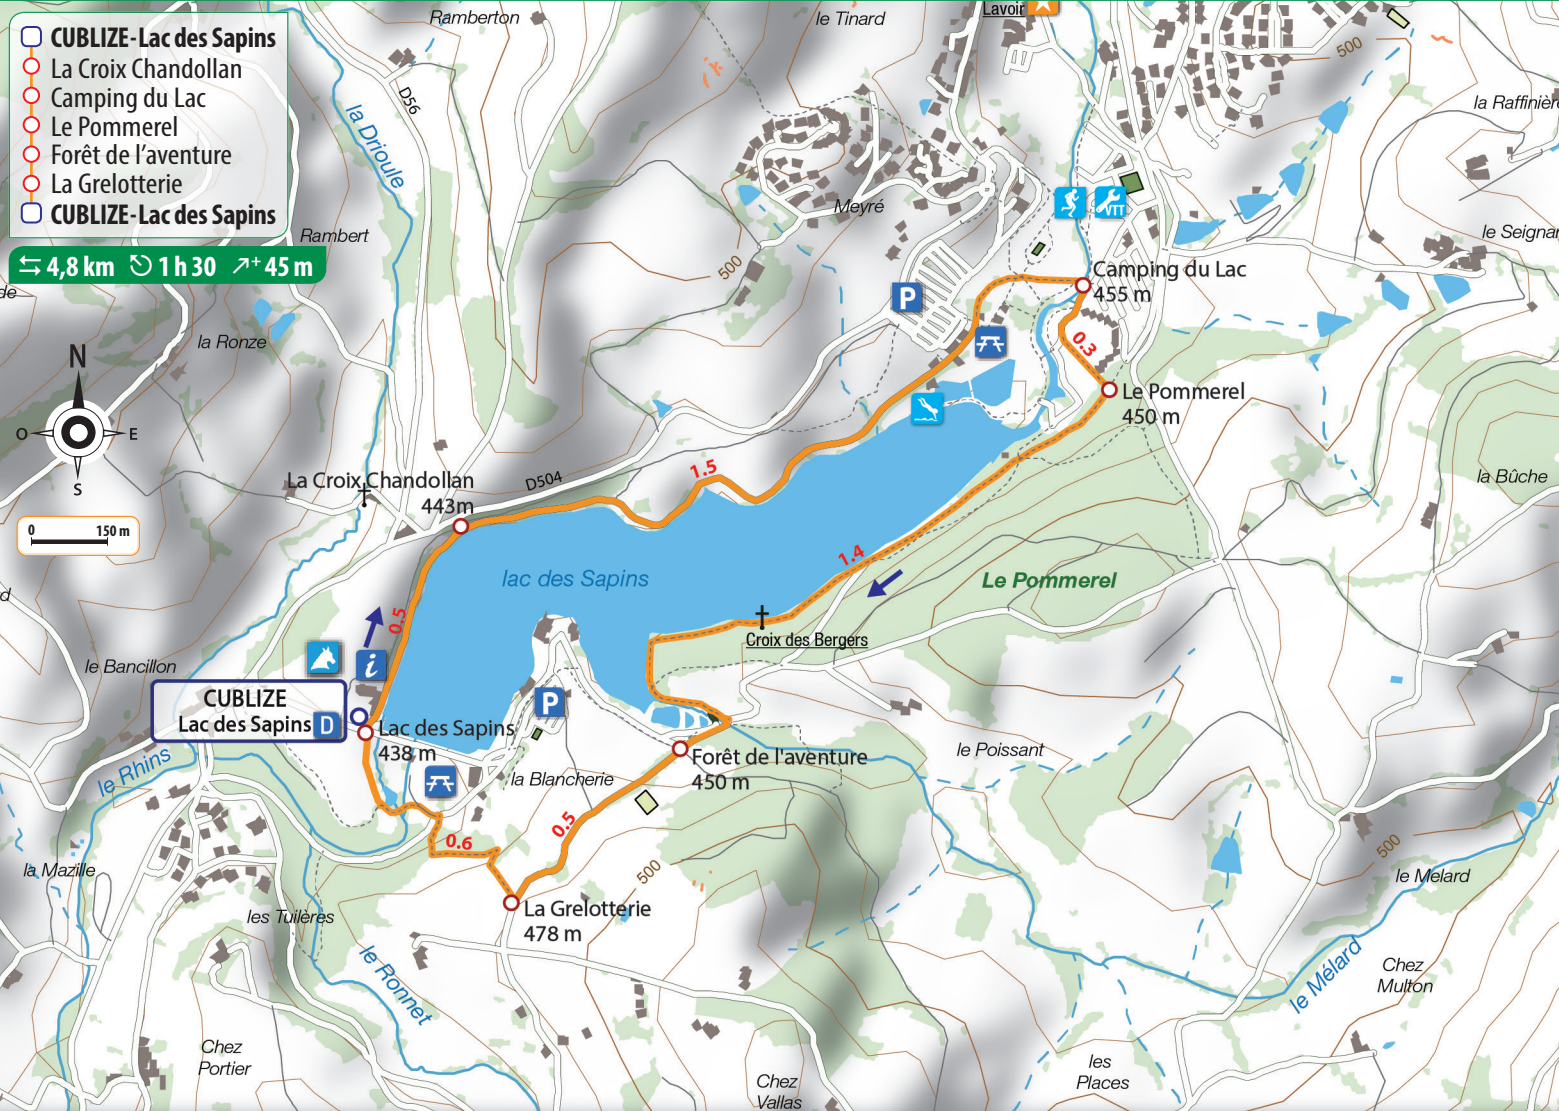 CUBLIZE-Lac des Sapins
La Croix Chandollan
Camping du Lac
Le Pommerel
Forêt de l'aventure
La Grelotterie
CUBLIZE-Lac des Sapins
4,8 km 1 h 30 + 45 m
Ramberton
le Tinard
Lavoir
500
la Raffinière
D56
la Drioule
Rambert
Meyré
VTT
le Seignar
500
P
Camping du Lac
455 m
la Ronze
0.3
N
O E
S
Le Pommerel
450 m
La Croix Chandollan
443m
D504
1.5
la Bûche
0 150 m
lac des Sapins
1.4
Le Pommerel
0.5
Croix des Bergers
le Bancillon
i
CUBLIZE
Lac des Sapins D
P
Lac des Sapins
438 m
le Rhins
la Blancherie
Forêt de l'aventure
450 m
le Poissant
0.5
0.6
500
500
la Mazille
le Melard
les Tuilères
La Grelotterie
478 m
le Ronnet
le Mélard
Chez
Multon
Chez
Portier
les
Places
Chez
Vallas